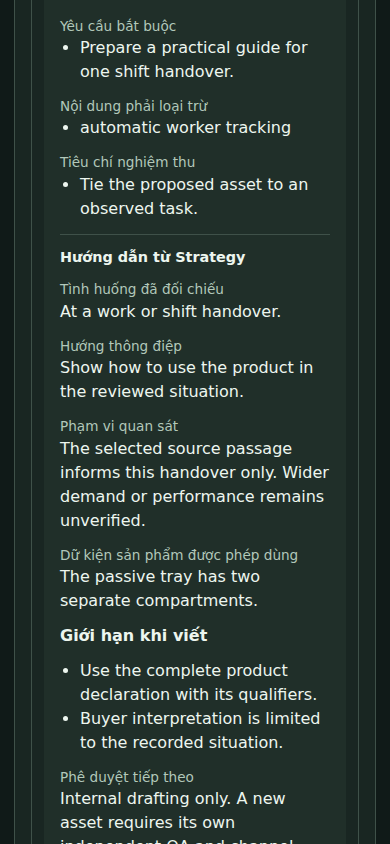 Yêu cầu bắt buộc
Prepare a practical guide for
one shift handover.
Nội dung phải loại trừ
automatic worker tracking
Tiêu chí nghiệm thu
Tie the proposed asset to an
observed task.
Hướng dẫn từ Strategy
Tình huống đã đối chiếu
At a work or shift handover.
Hướng thông điệp
Show how to use the product in
the reviewed situation.
Phạm vi quan sát
The selected source passage
informs this handover only. Wider
demand or performance remains
unverified.
Dữ kiện sản phẩm được phép dùng
The passive tray has two
separate compartments.
Giới hạn khi viết
Use the complete product
declaration with its qualifiers.
Buyer interpretation is limited
to the recorded situation.
Phê duyệt tiếp theo
Internal drafting only. A new
asset requires its own
independent QA and channel